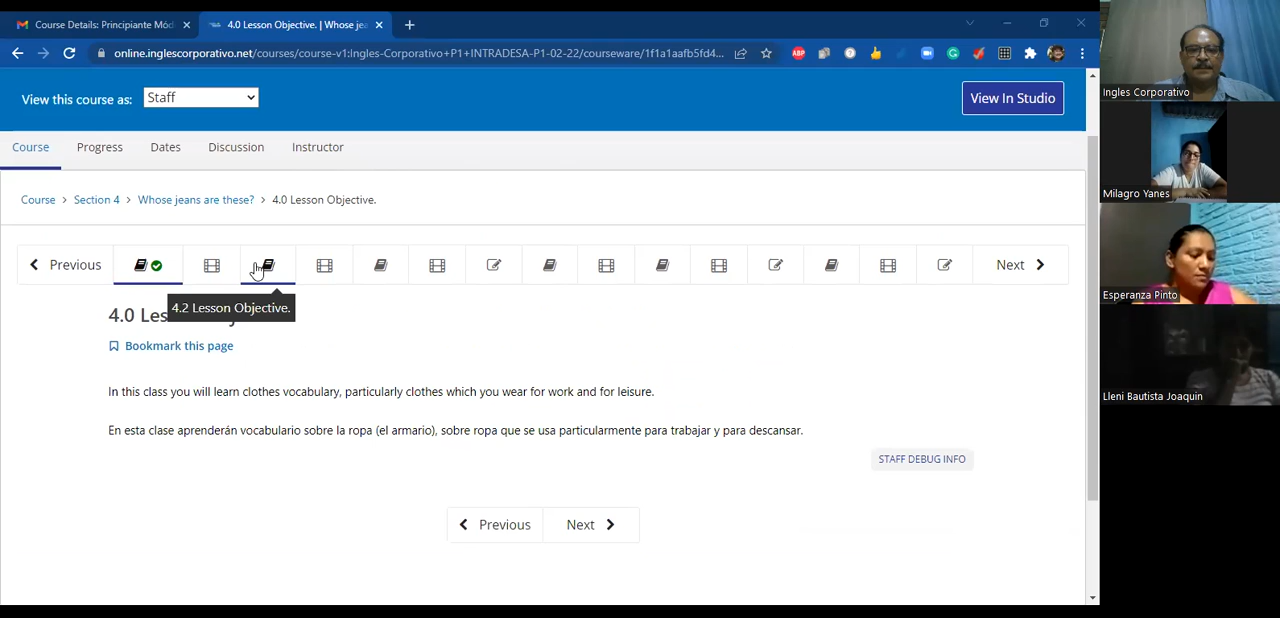 Course Details: Principiante Mód
4.0 Lesson Objective. | Whose jea
online.inglescorporativo.net/courses/course-v1:Ingles-Corporativo+P1+INTRADESA-P1-02-22/courseware/1f1a1aafb5fd4...
ABP
View this course as:
Staff
View In Studio
Course
Progress
Dates
Discussion
Instructor
Course > Section 4 > Whose jeans are these? > 4.0 Lesson Objective.
Previous
Next
4.2 Lesson Objective.
4.0 Les
Bookmark this page
In this class you will learn clothes vocabulary, particularly clothes which you wear for work and for leisure.
En esta clase aprenderán vocabulario sobre la ropa (el armario), sobre ropa que se usa particularmente para trabajar y para descansar.
STAFF DEBUG INFO
Previous
Next
Ingles Corporativo
Milagro Yanes
Esperanza Pinto
Lleni Bautista Joaquin